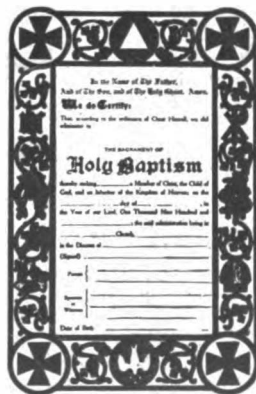 In the Name of The Father,
And of The Son, and of The Holy Ghost. Amen.
We do Certify:
That according to the ordinance of Christ Himself, we did
administer to
THE SACRAMENT OF
Holy Baptism
thereby making a Member of Christ, the Child of
God, and an Inheritor of the Kingdom of Heaven, on the
day of , in
the Year of our Lord, One Thousand Nine Hundred and
; the said administration being in
Church,
in the Diocese of
(Signed)
Parents
Sponsors
or
Witnesses
Date of Birth